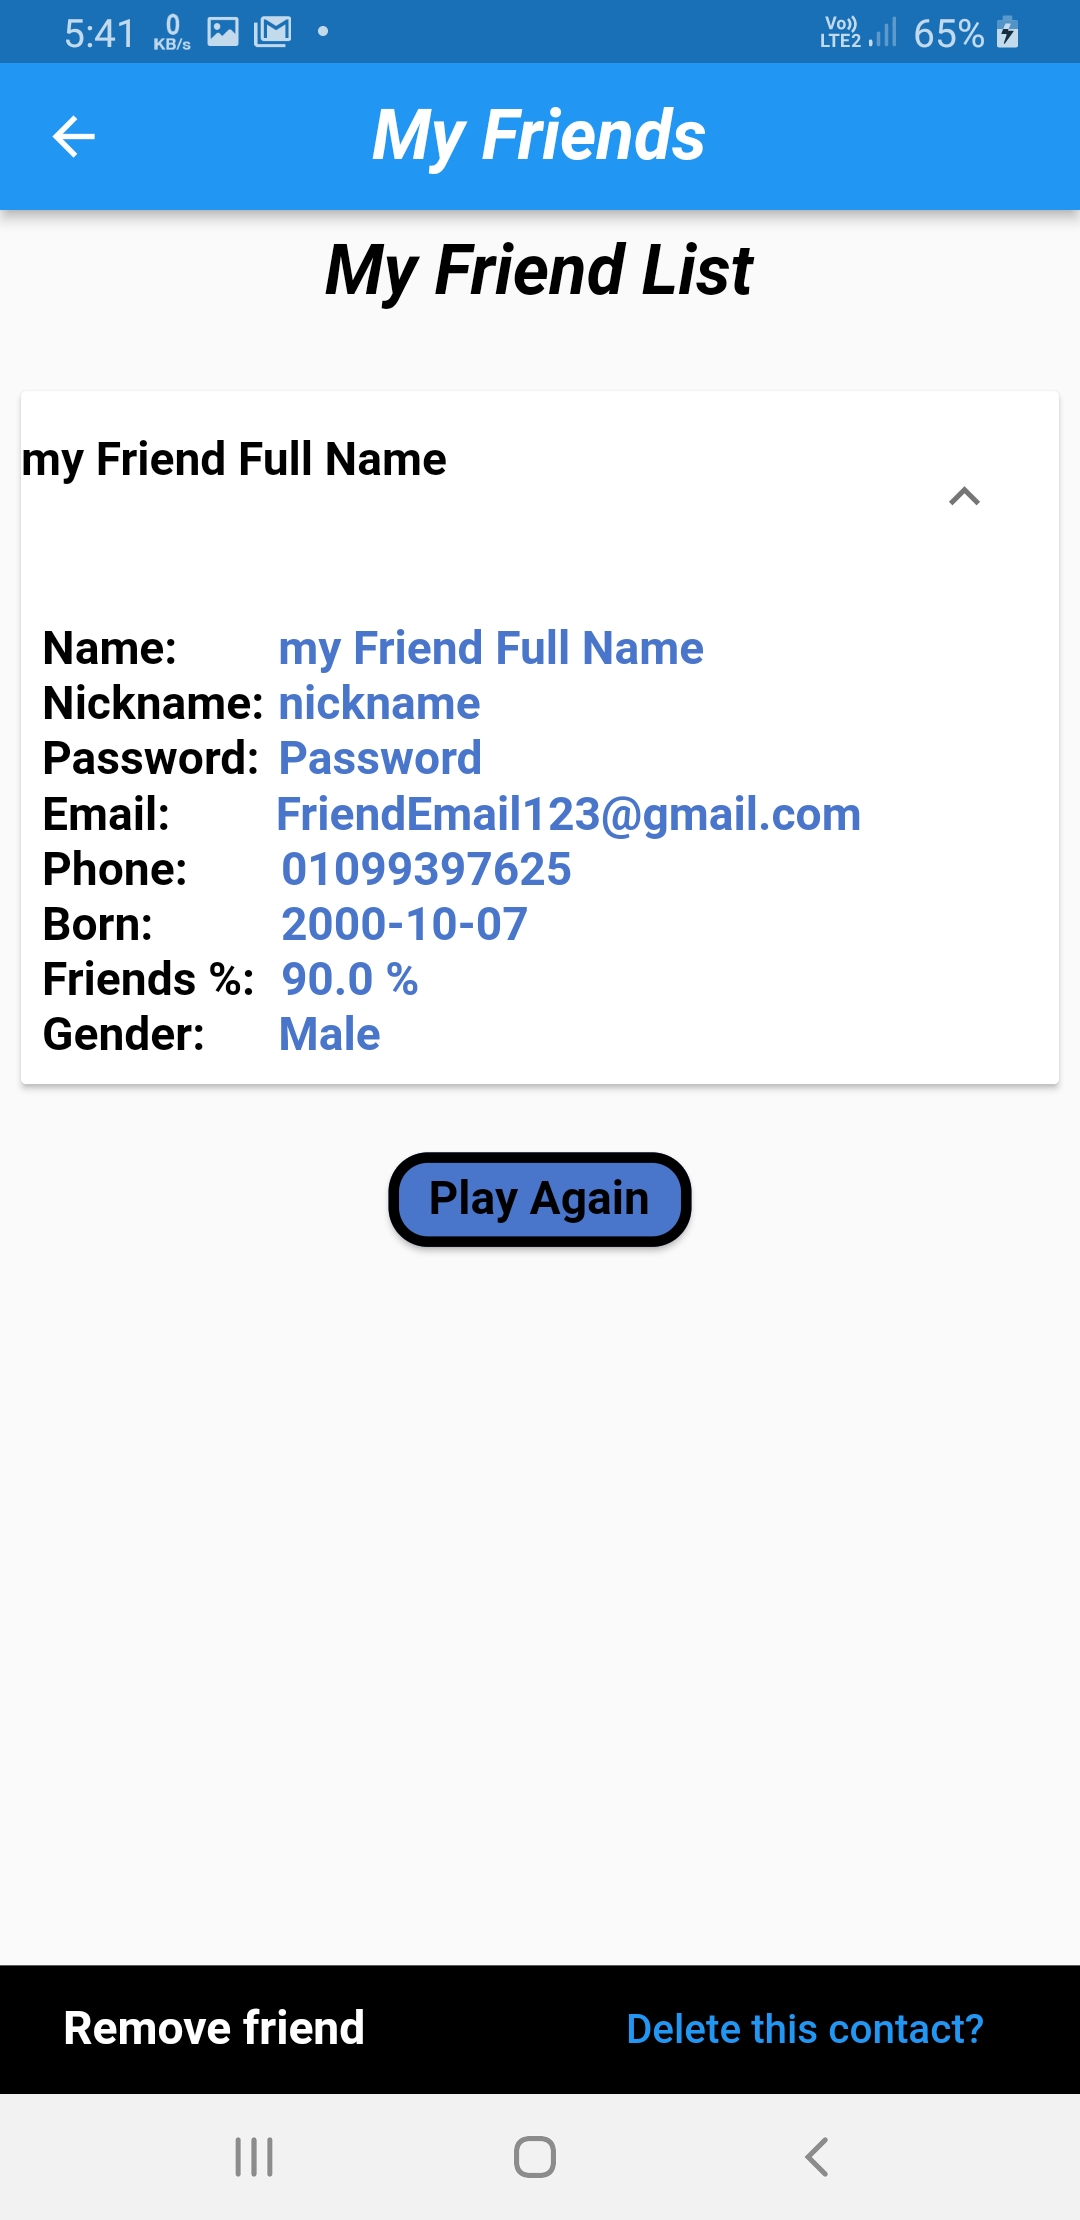 5:41 0 KB/s Vo)) LTE2 65%
My Friends
My Friend List
my Friend Full Name
Name: my Friend Full Name
Nickname: nickname
Password: Password
Email: FriendEmail123@gmail.com
Phone: 01099397625
Born: 2000-10-07
Friends %: 90.0 %
Gender: Male
Play Again
Remove friend Delete this contact?